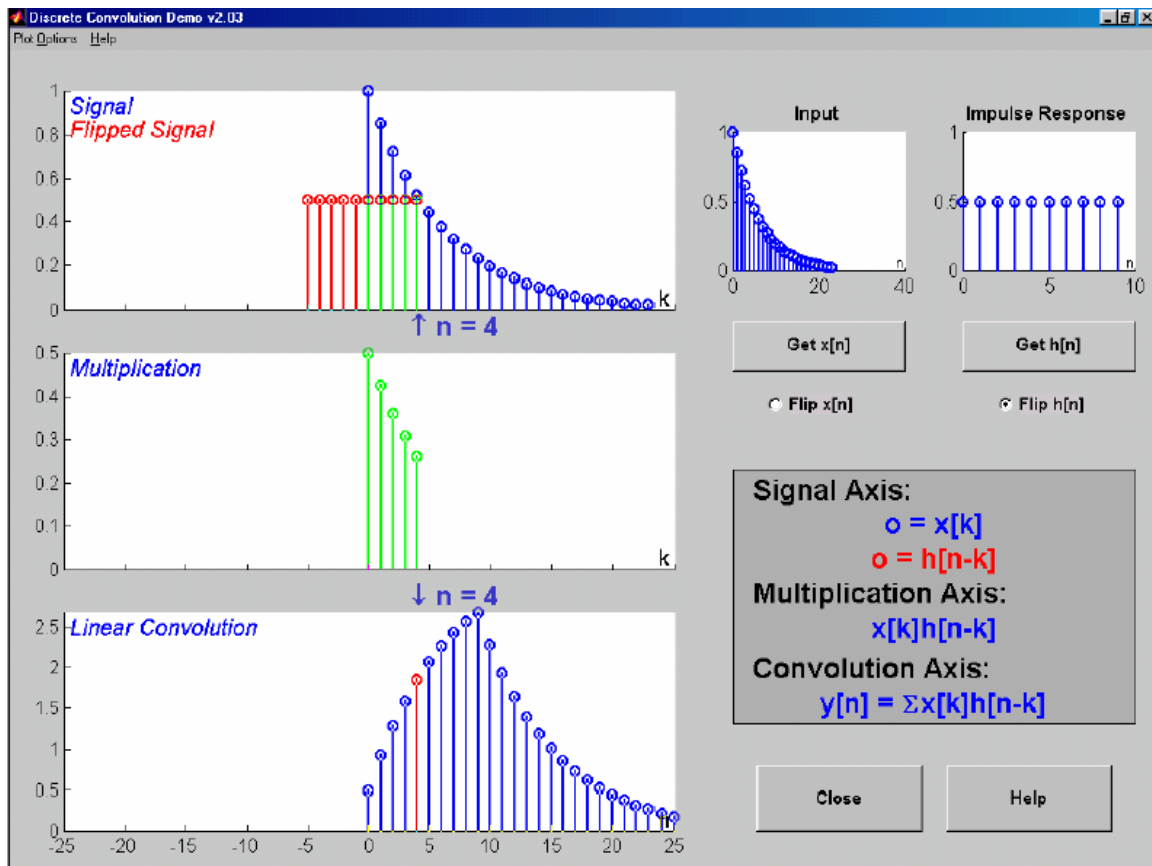 Discrete Convolution Demo v2.03
Plot Options Help
Signal
Flipped Signal
1
0.8
0.6
0.4
0.2
0
k
↑ n = 4
Multiplication
0.5
0.4
0.3
0.2
0.1
0
k
↓ n = 4
Linear Convolution
2.5
2
1.5
1
0.5
0
n
-25 -20 -15 -10 -5 0 5 10 15 20 25
Input
1
0.5
0
n
0 20 40
Impulse Response
1
0.5
0
n
0 5 10
Get x[n]
Get h[n]
Flip x[n]
Flip h[n]
Signal Axis:
o = x[k]
o = h[n-k]
Multiplication Axis:
x[k]h[n-k]
Convolution Axis:
y[n] = Σx[k]h[n-k]
Close
Help